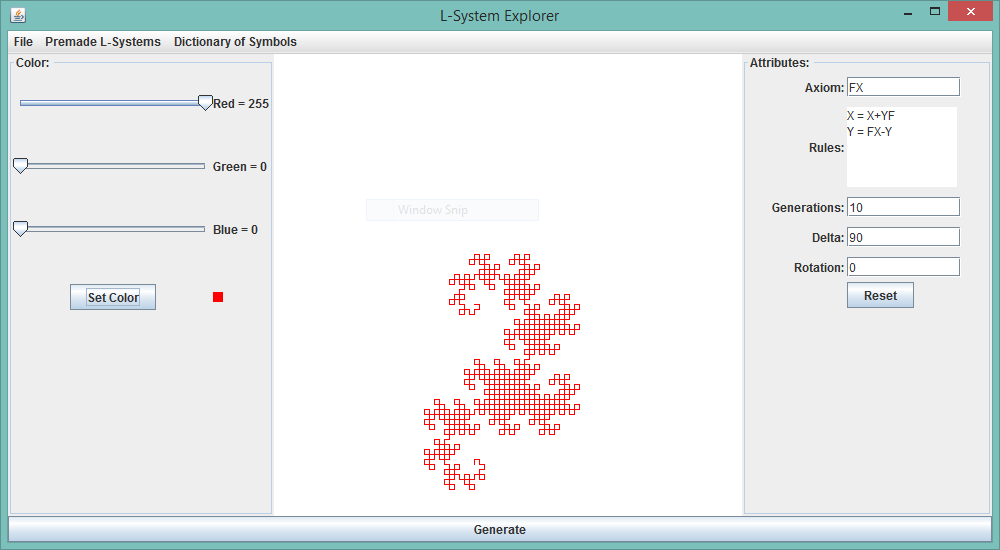 L-System Explorer
File Premade L-Systems Dictionary of Symbols
Color:
Red = 255
Green = 0
Blue = 0
Set Color
Window Snip
Attributes:
Axiom: FX
Rules: X = X+YF
Y = FX-Y
Generations: 10
Delta: 90
Rotation: 0
Reset
Generate